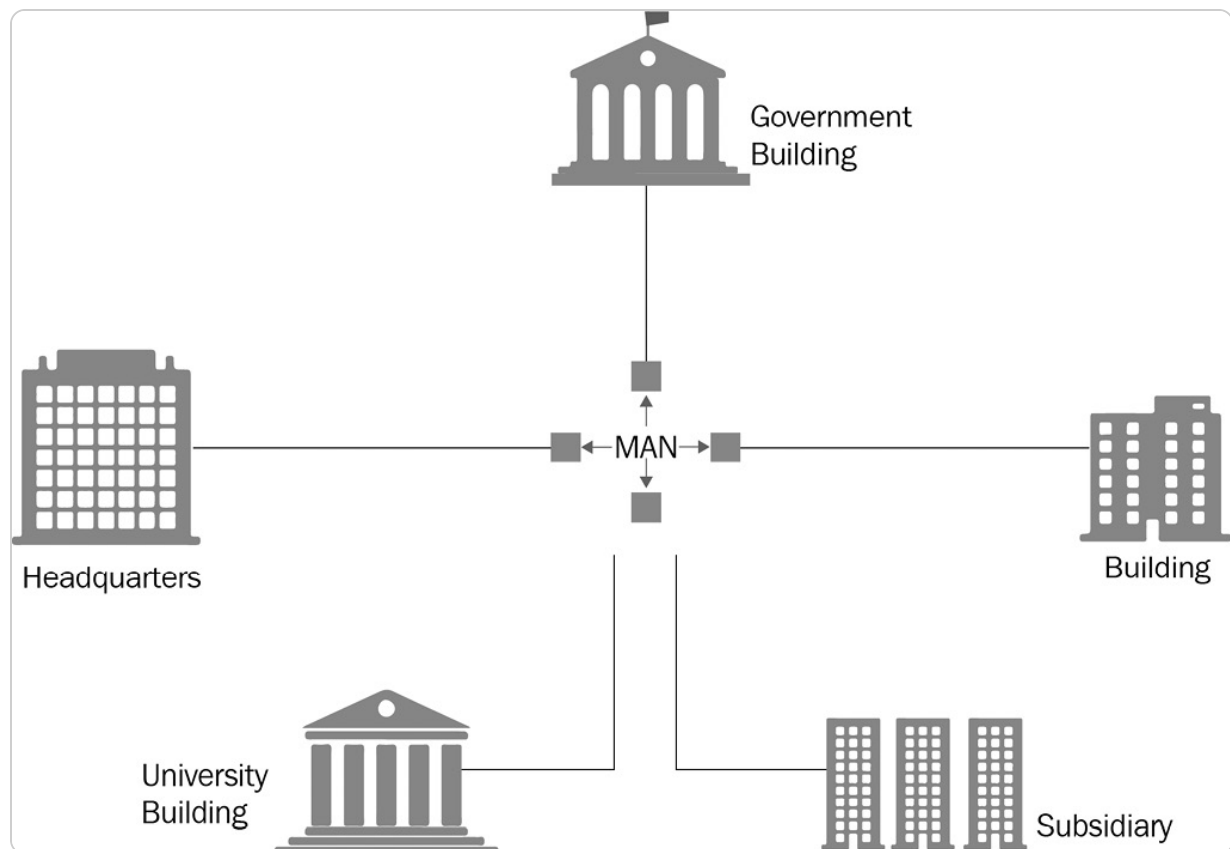 Government
Building
MAN
Headquarters
Building
University
Building
Subsidiary